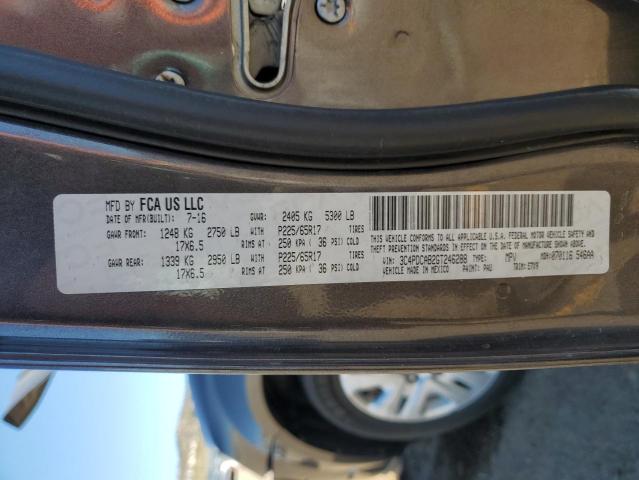 MFD BY FCA US LLC
DATE OF MFR(BUILT): 7-16 GVWR: 2405 KG 5300 LB
GAWR FRONT: 1248 KG 2750 LB WITH P225/65R17 TIRES
17X6.5 RIMS AT 250 KPA ( 36 PSI) COLD
GAWR REAR: 1339 KG 2950 LB WITH P225/65R17 TIRES
17X6.5 RIMS AT 250 KPA ( 36 PSI) COLD
THIS VEHICLE CONFORMS TO ALL APPLICABLE U.S.A. FEDERAL MOTOR VEHICLE SAFETY AND
THEFT PREVENTION STANDARDS IN EFFECT ON THE DATE OF MANUFACTURE SHOWN ABOVE.
VIN: 3C4PDCAB2GT246288 TYPE: MPV MDH: 070116 546AA
VEHICLE MADE IN MEXICO PAINT: PAU TRIM: